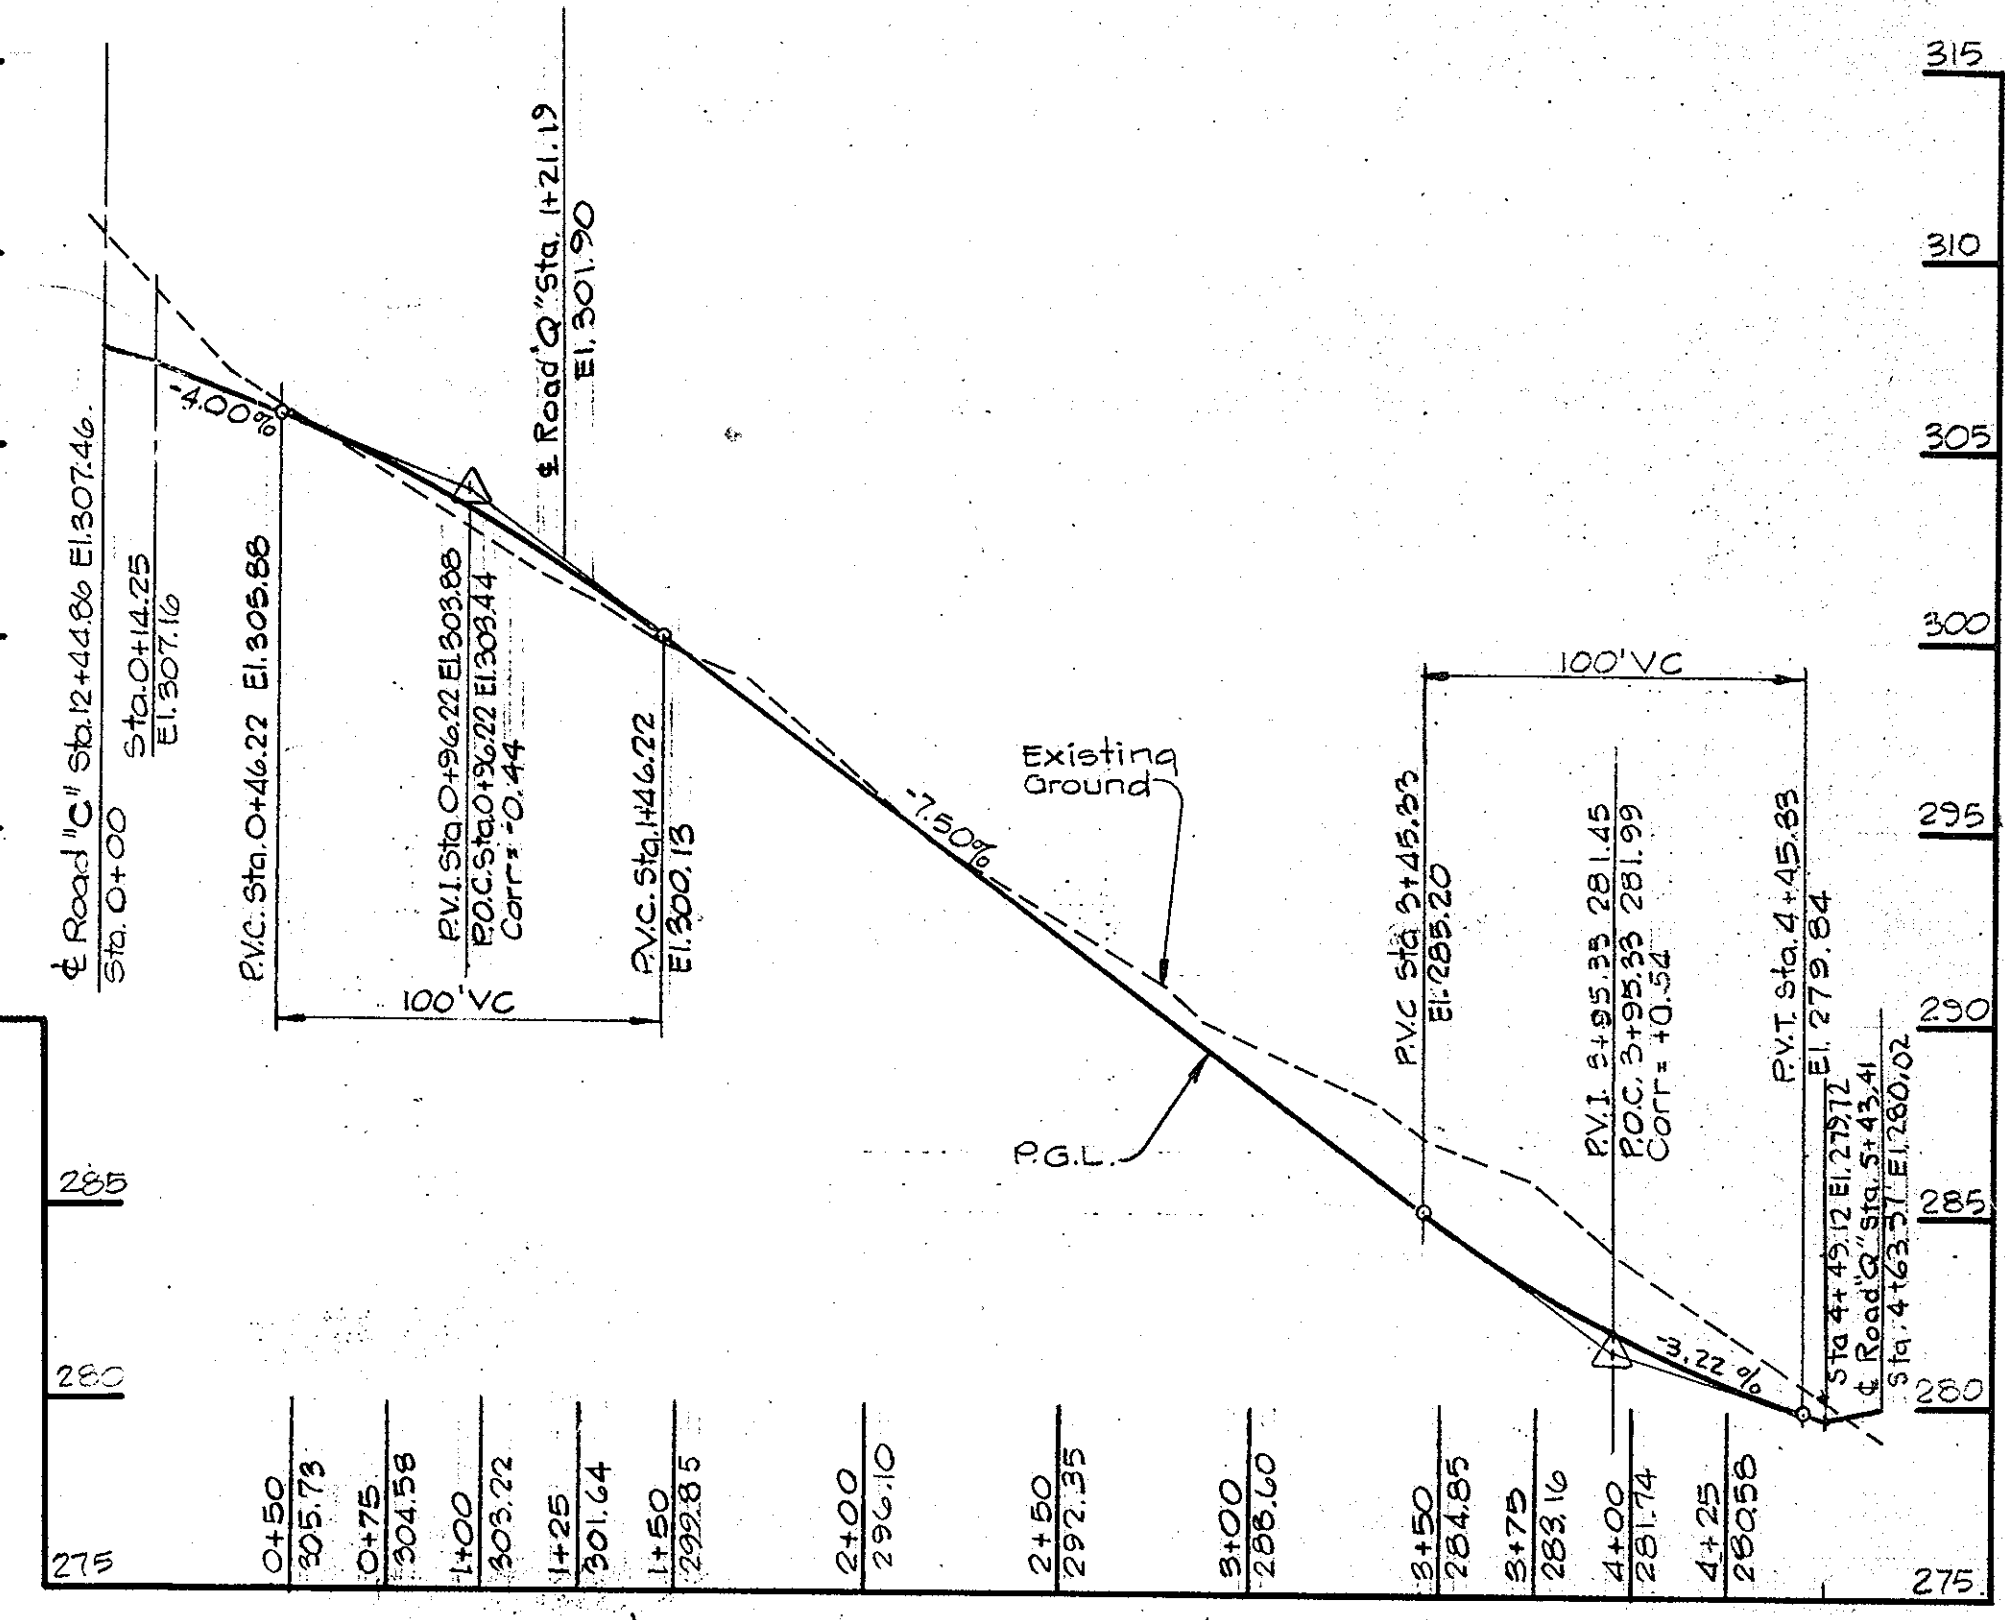 ℄ Road "C" Sta. 12+44.86 El. 307.46
Sta. 0+00
Sta. 0+14.25
El. 307.16
-4.00%
P.V.C. Sta. 0+46.22 El. 305.88
P.V.I. Sta. 0+96.22 El. 303.88
P.O.C. Sta. 0+96.22 El. 303.44
Corr = -0.44
℄ Road "Q" Sta. 1+21.19
El. 301.90
P.V.C. Sta. 1+46.22
El. 300.13
100' VC
-7.50%
Existing
Ground
P.G.L.
P.V.C Sta 3+45.33
El. 285.20
100' VC
P.V.I. 3+95.33 281.45
P.O.C. 3+95.33 281.99
Corr = +0.54
-3.22 %
P.V.T. Sta. 4+45.33
El. 279.84
Sta 4+49.12 El. 279.72
℄ Road "Q" Sta. 5+43.41
Sta. 4+63.37 El. 280.02
315
310
305
300
295
290
285
280
275
285
280
275
0+50
305.73
0+75
304.58
1+00
303.22
1+25
301.64
1+50
299.85
2+00
296.10
2+50
292.35
3+00
288.60
3+50
284.85
3+75
283.16
4+00
281.74
4+25
280.58